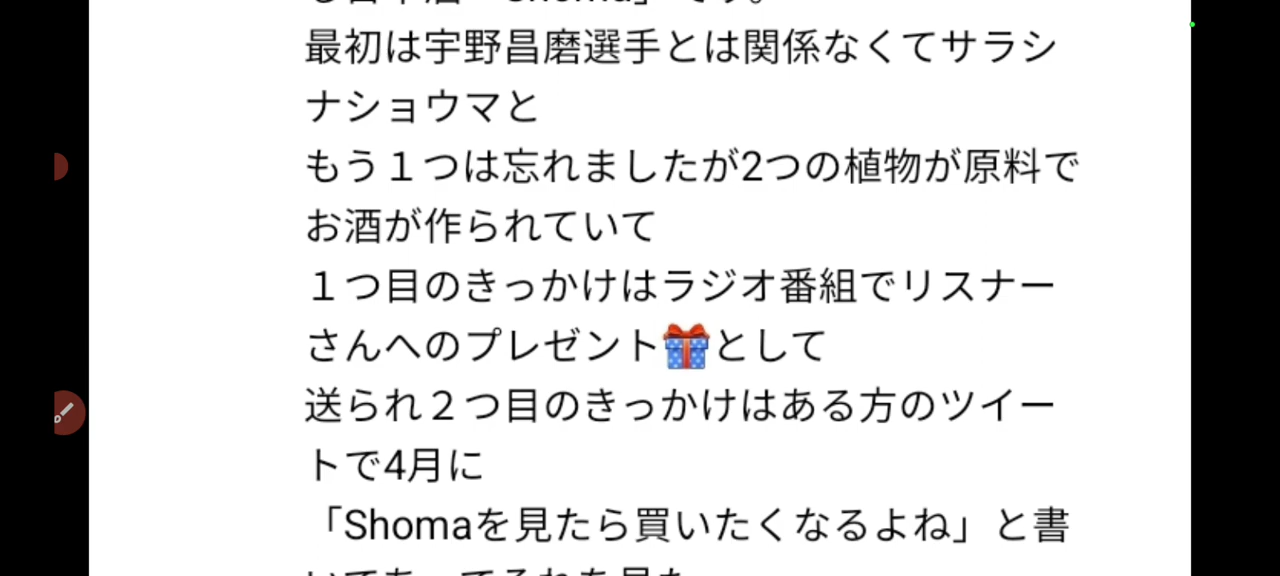 最初は宇野昌磨選手とは関係なくてサラシ
ナショウマと
もう１つは忘れましたが2つの植物が原料で
お酒が作られていて
１つ目のきっかけはラジオ番組でリスナー
さんへのプレゼント🎁として
送られ２つ目のきっかけはある方のツイー
トで4月に
「Shomaを見たら買いたくなるよね」と書